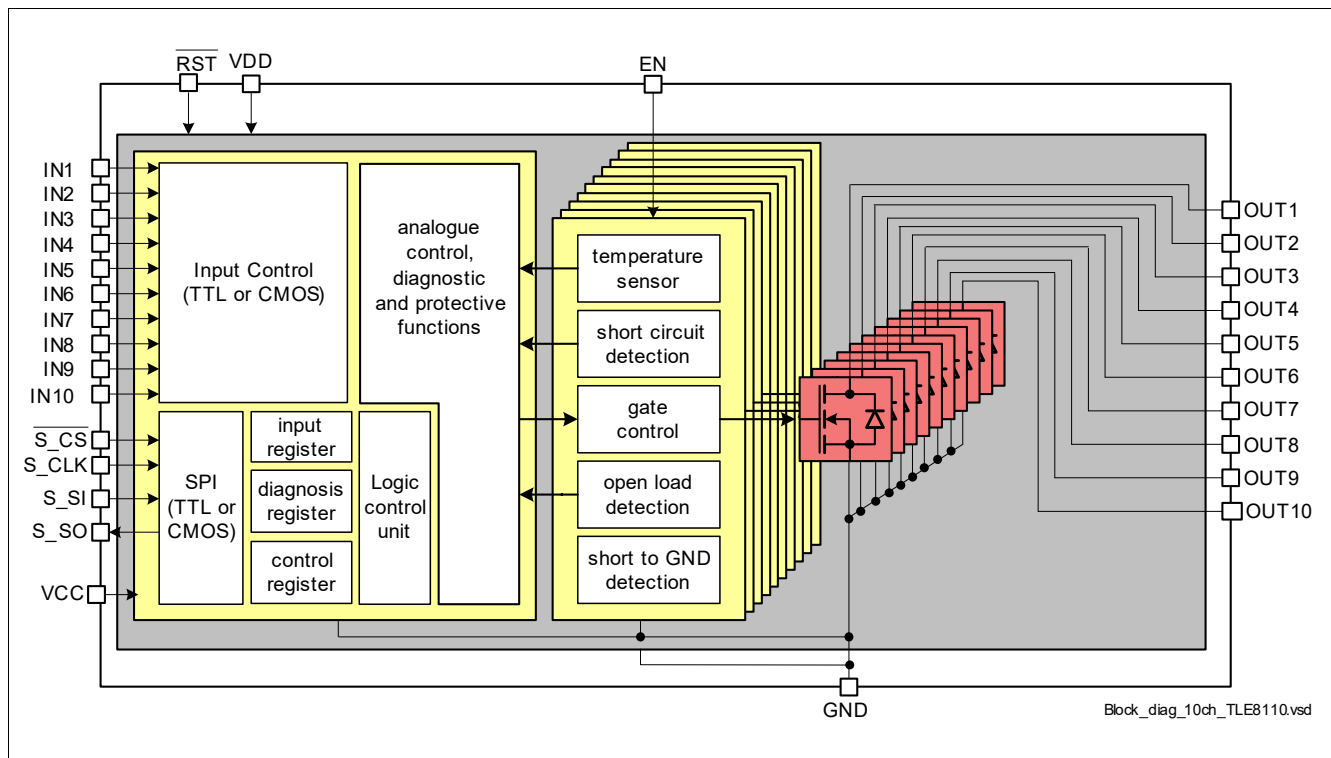 RST VDD EN
IN1
IN2
IN3
IN4
IN5
IN6
IN7
IN8
IN9
IN10
S_CS
S_CLK
S_SI
S_SO
VCC
Input Control
(TTL or CMOS)
analogue
control,
diagnostic
and protective
functions
SPI
(TTL or
CMOS)
input
register
diagnosis
register
control
register
Logic
control
unit
temperature
sensor
short circuit
detection
gate
control
open load
detection
short to GND
detection
OUT1
OUT2
OUT3
OUT4
OUT5
OUT6
OUT7
OUT8
OUT9
OUT10
GND
Block_diag_10ch_TLE8110.vsd